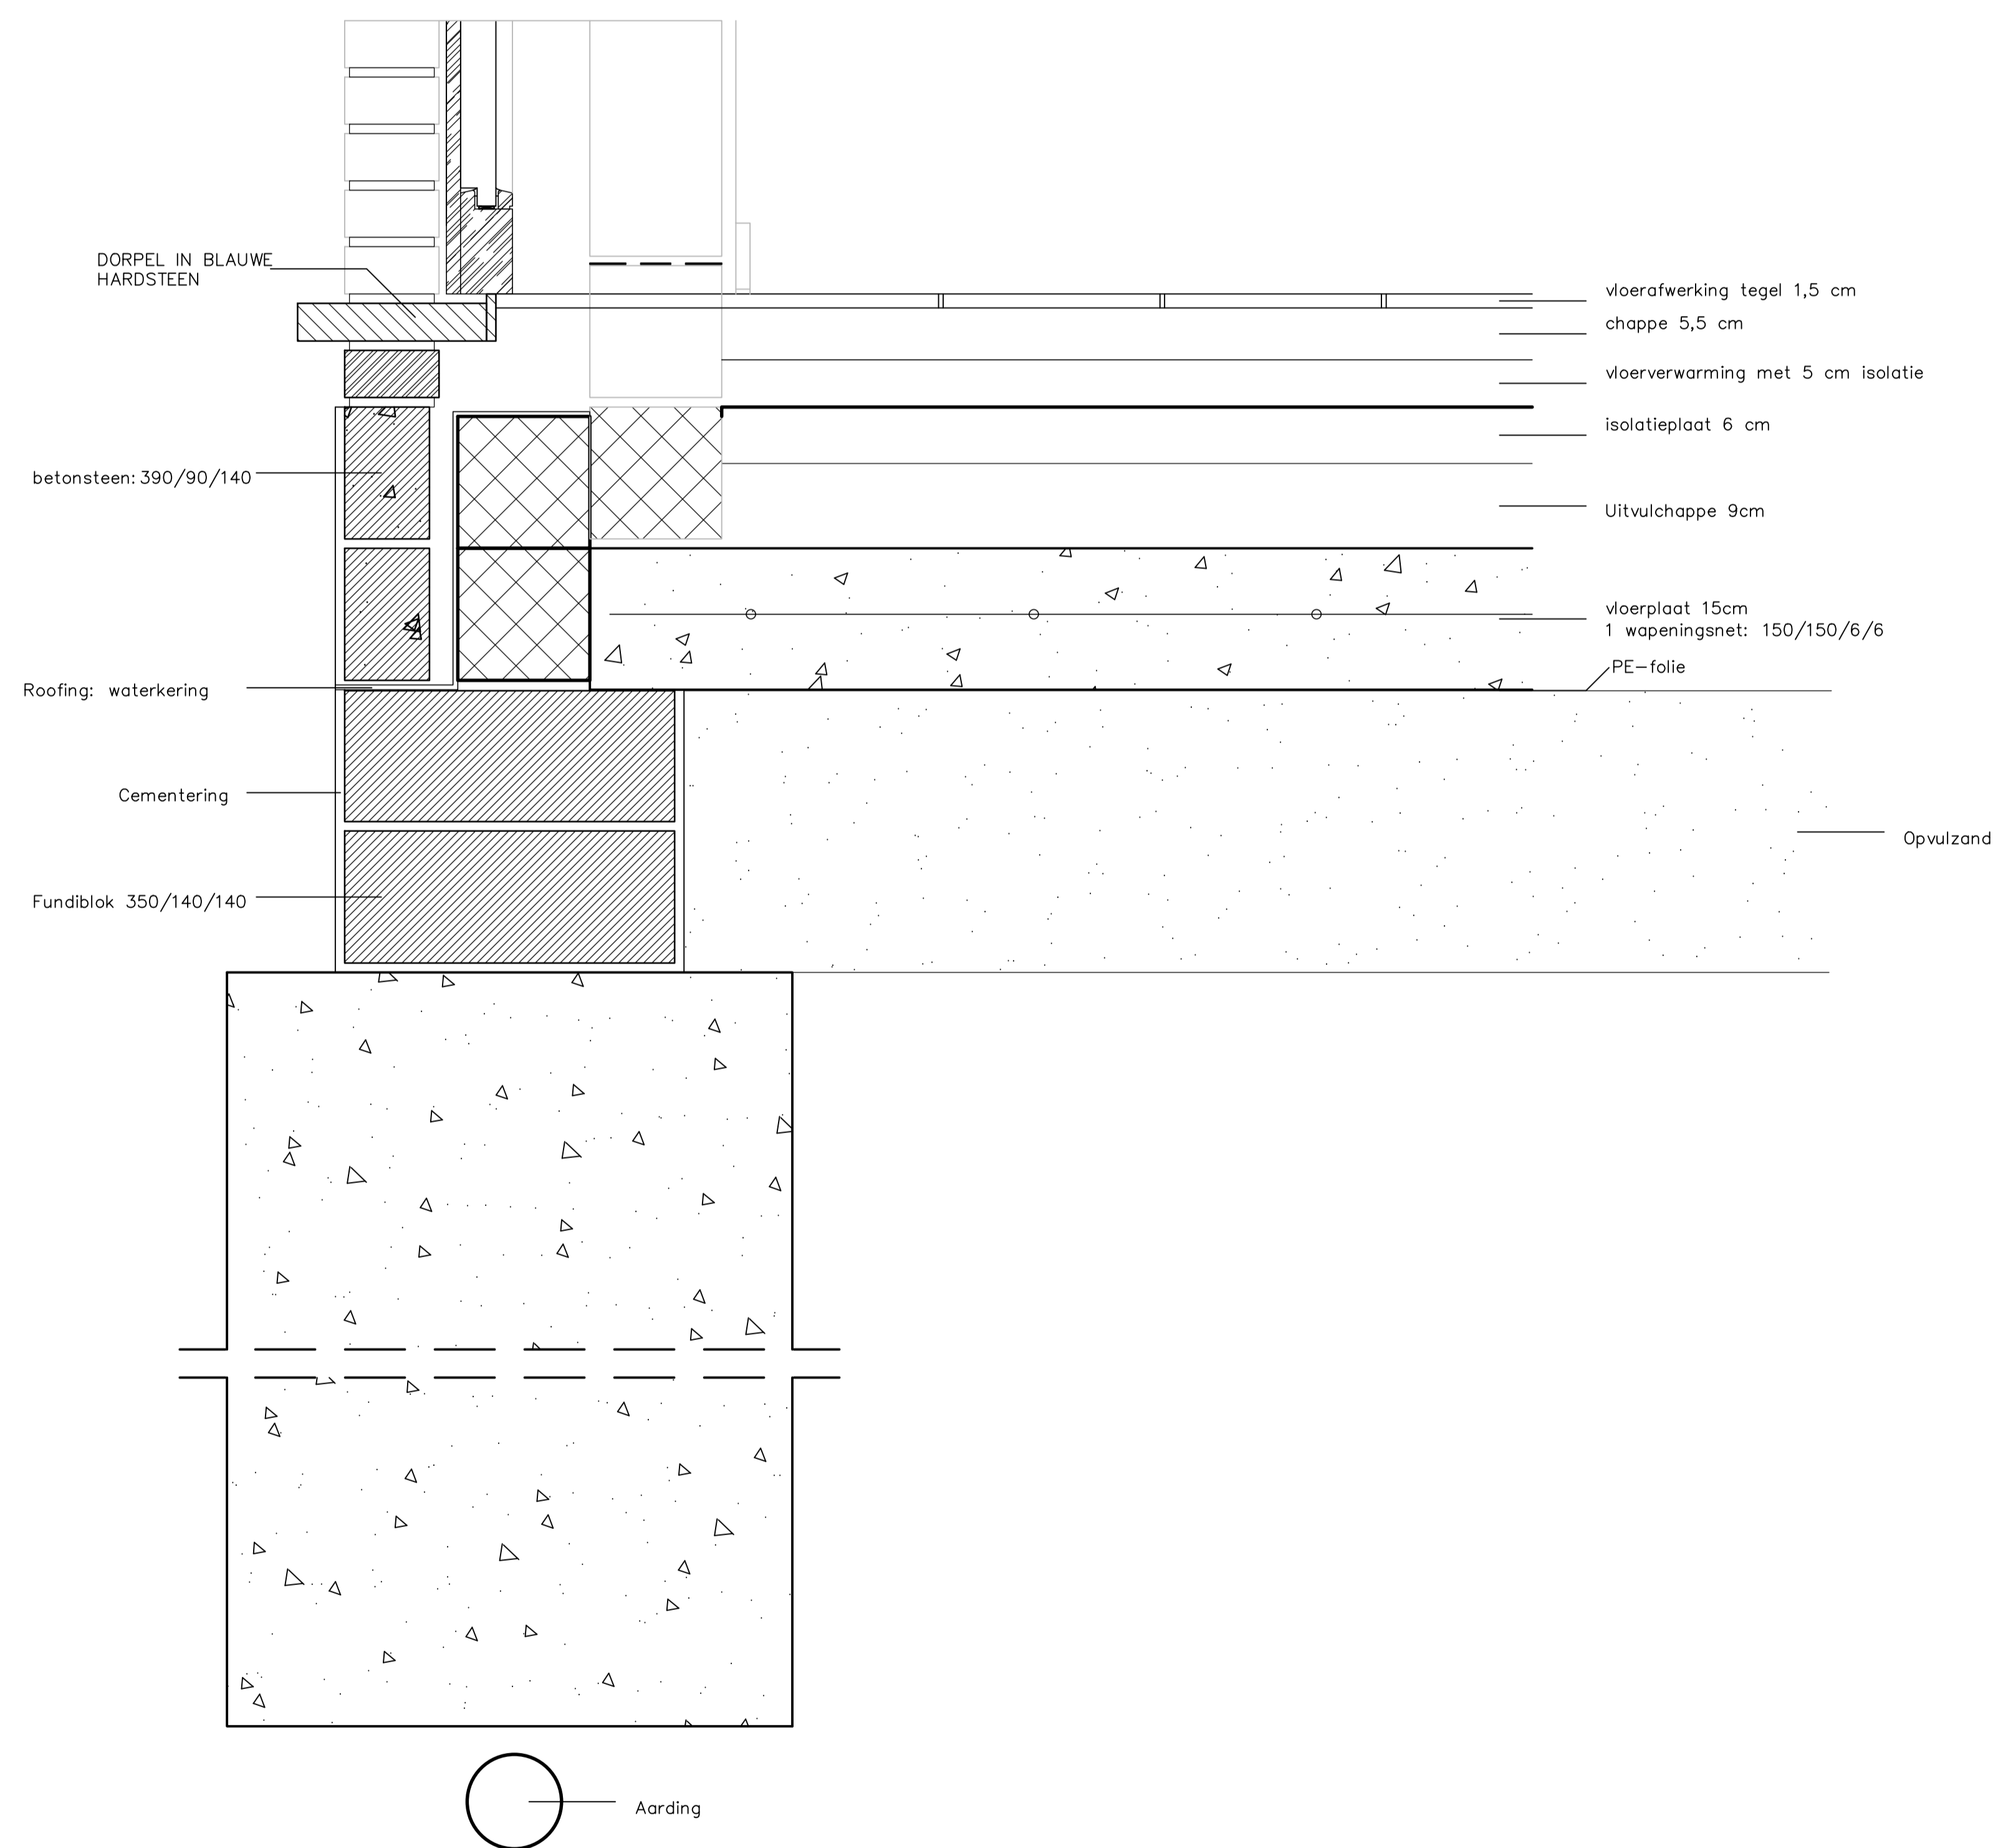 DORPEL IN BLAUWE
HARDSTEEN
betonsteen: 390/90/140
Roofing: waterkering
Cementering
Fundiblok 350/140/140
vloerafwerking tegel 1,5 cm
chappe 5,5 cm
vloerverwarming met 5 cm isolatie
isolatieplaat 6 cm
Uitvulchappe 9cm
vloerplaat 15cm
1 wapeningsnet: 150/150/6/6
PE-folie
Opvulzand
Aarding